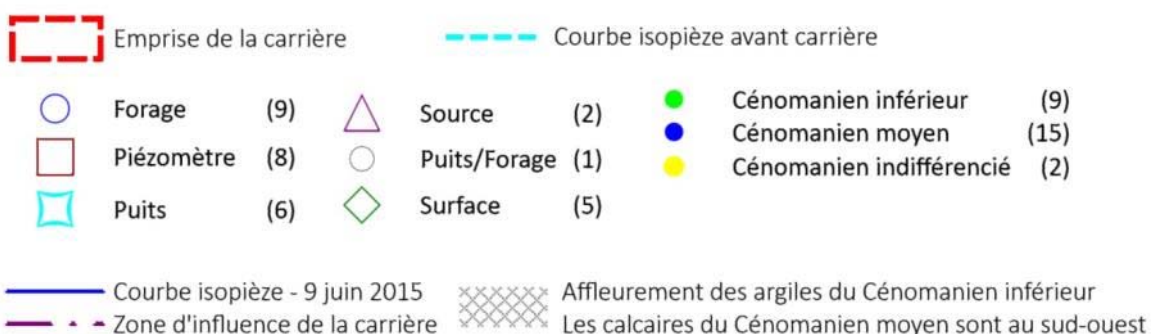 Emprise de la carrière
Courbe isopièze avant carrière
Forage (9)
Piézomètre (8)
Puits (6)
Source (2)
Puits/Forage (1)
Surface (5)
Cénomanien inférieur (9)
Cénomanien moyen (15)
Cénomanien indifférencié (2)
Courbe isopièze - 9 juin 2015
Zone d'influence de la carrière
Affleurement des argiles du Cénomanien inférieur
Les calcaires du Cénomanien moyen sont au sud-ouest